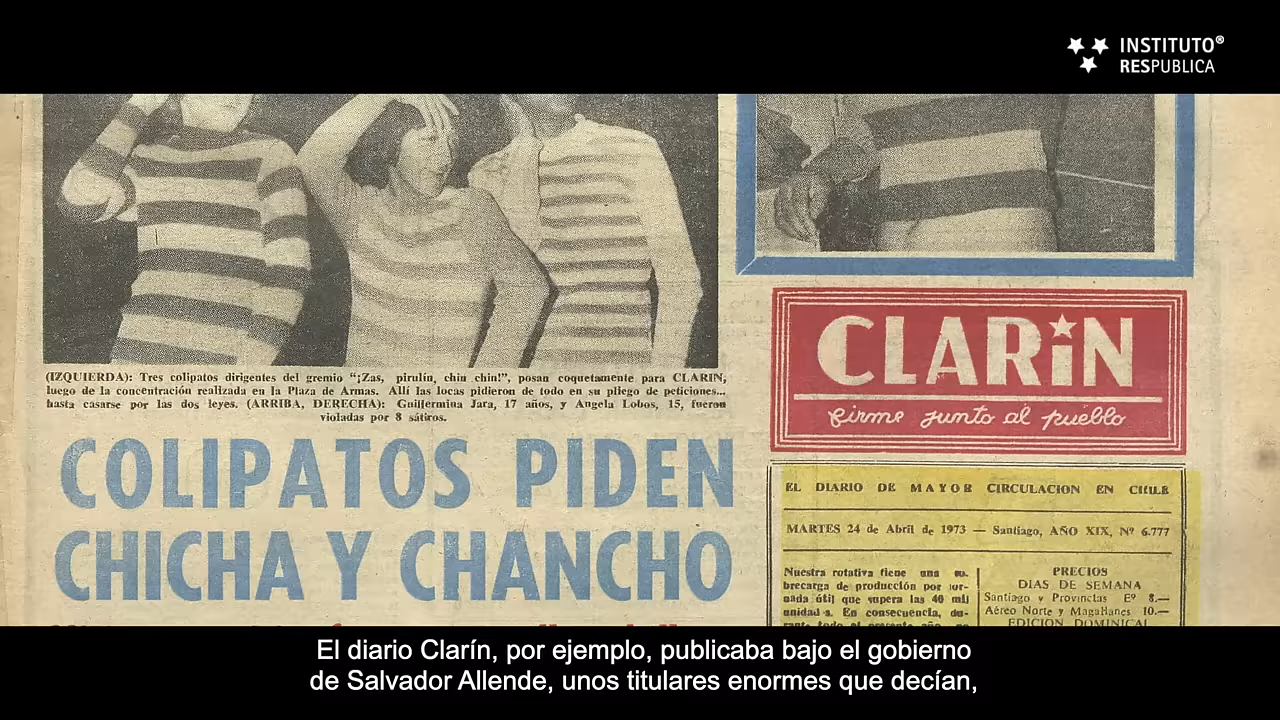 INSTITUTO®
RESPUBLICA
(IZQUIERDA): Tres colipatos dirigentes del gremio "¡Zas, pirulín, chin chin!", posan coquetamente para CLARIN,
luego de la concentración realizada en la Plaza de Armas. Allí las locas pidieron de todo en su pliego de peticiones...
hasta casarse por las dos leyes. (ARRIBA, DERECHA): Guillermina Jara, 17 años, y Angela Lobos, 15, fueron
violadas por 8 sátiros.
COLIPATOS PIDEN
CHICHA Y CHANCHO
CLARiN
firme junto al pueblo
EL DIARIO DE MAYOR CIRCULACION EN CHILE
MARTES 24 de Abril de 1973 — Santiago, AÑO XIX, Nº 6.777
Nuestra rotativa tiene una so-
brecarga de producción por jor-
nada útil que supera las 40 mil
unidades. En consecuencia, du-
rante todo el presente año, no
PRECIOS
DIAS DE SEMANA
Santiago y Provincias Eº 8.—
Aéreo Norte y Magallanes 10.—
EDICION DOMINICAL
El diario Clarín, por ejemplo, publicaba bajo el gobierno
de Salvador Allende, unos titulares enormes que decían,